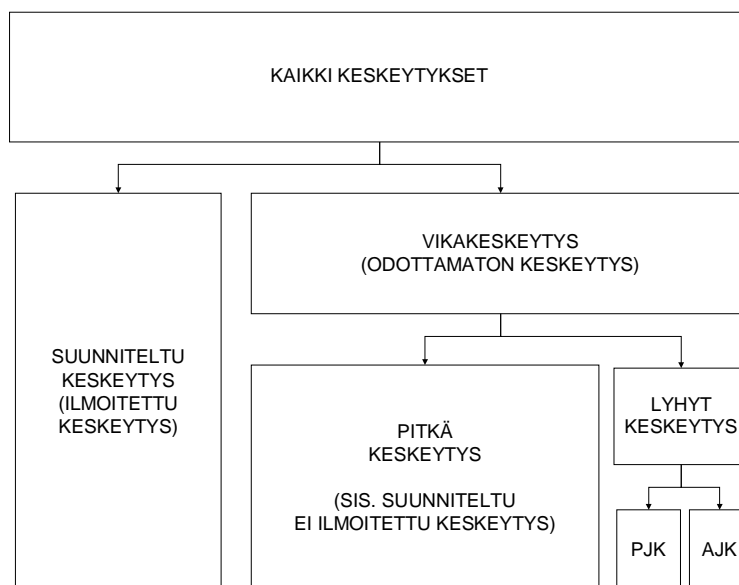 KAIKKI KESKEYTYKSET
VIKAKESKEYTYS
(ODOTTAMATON KESKEYTYS)
SUUNNITELTU
KESKEYTYS
(ILMOITETTU
KESKEYTYS)
PITKÄ
KESKEYTYS
(SIS. SUUNNITELTU
EI ILMOITETTU KESKEYTYS)
LYHYT
KESKEYTYS
PJK
AJK